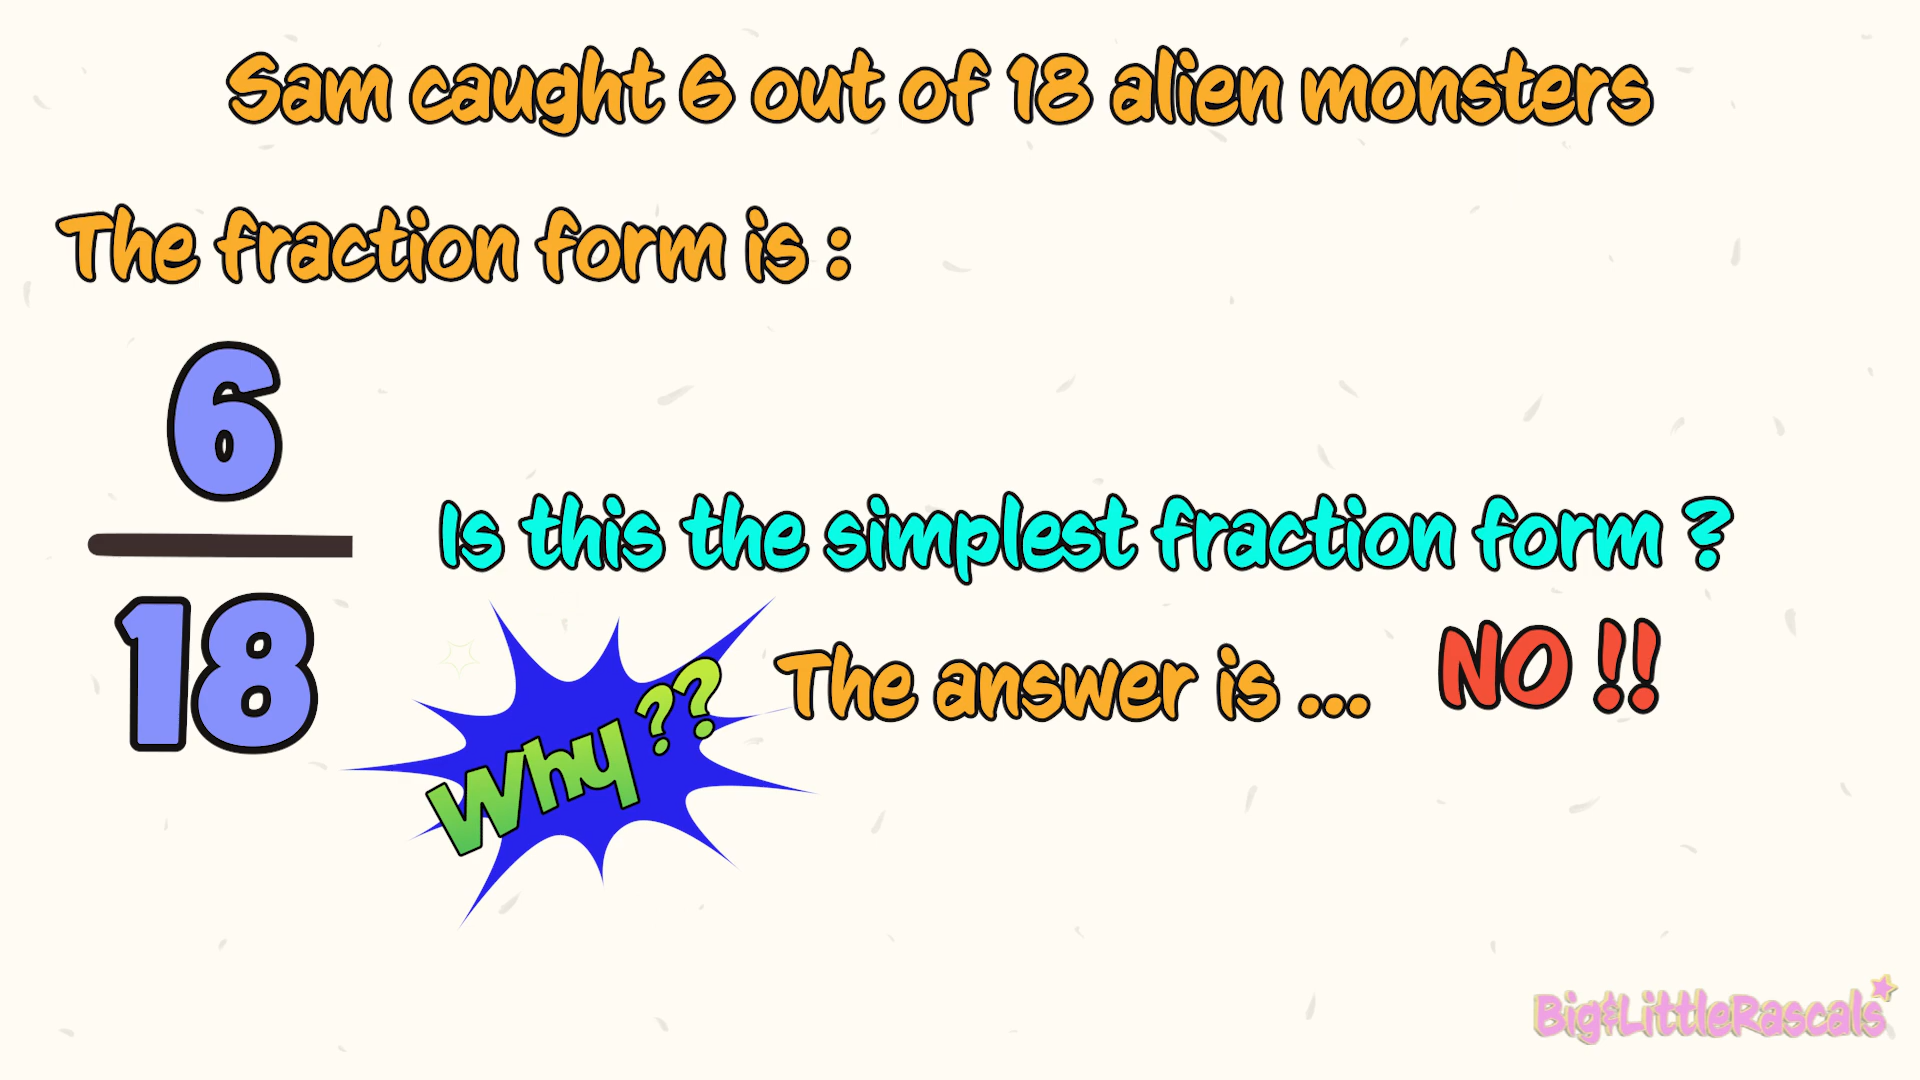 Sam caught 6 out of 18 alien monsters
The fraction form is :
6
18
Is this the simplest fraction form ?
The answer is ... NO !!
Why ??
Big&LittleRascals